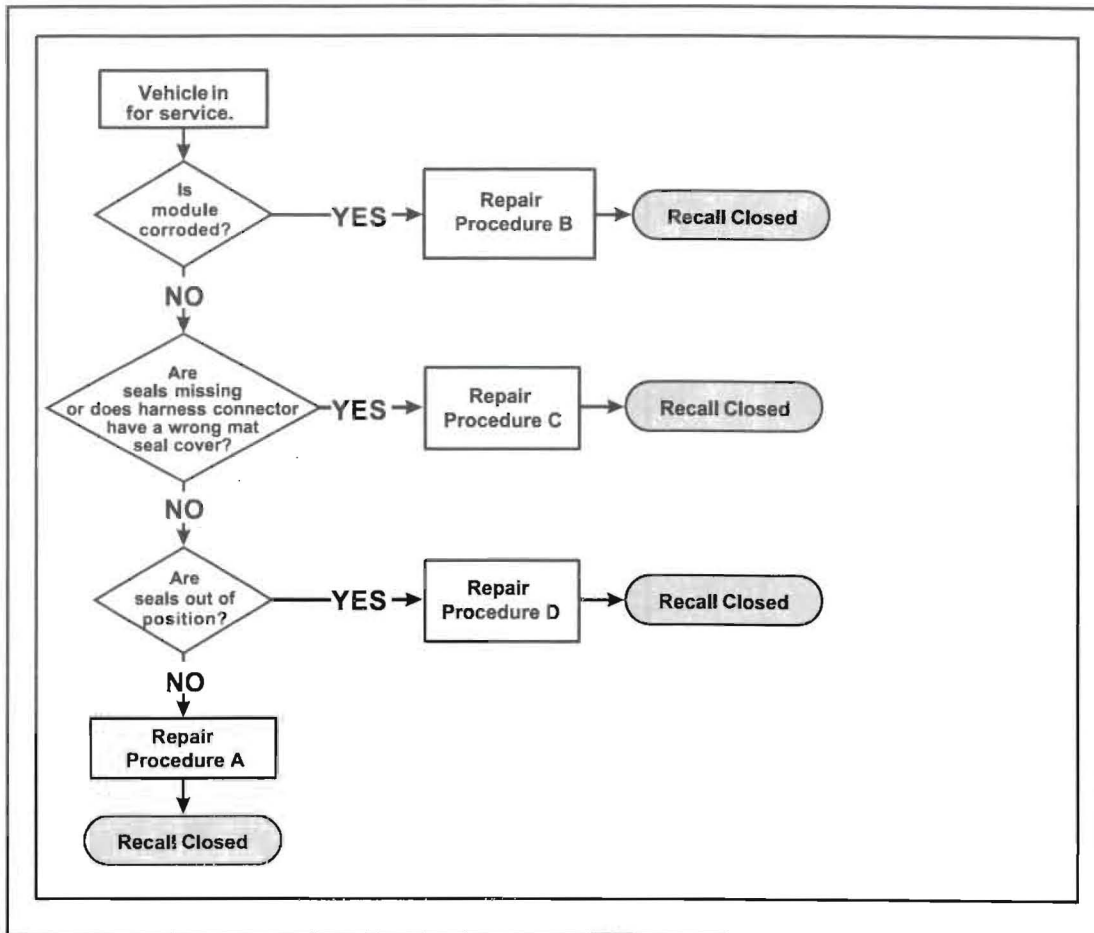 Vehicle in
for service.
Is
module
corroded?
YES
Repair
Procedure B
Recall Closed
NO
Are
seals missing
or does harness connector
have a wrong mat
seal cover?
YES
Repair
Procedure C
Recall Closed
NO
Are
seals out of
position?
YES
Repair
Procedure D
Recall Closed
NO
Repair
Procedure A
Recall Closed